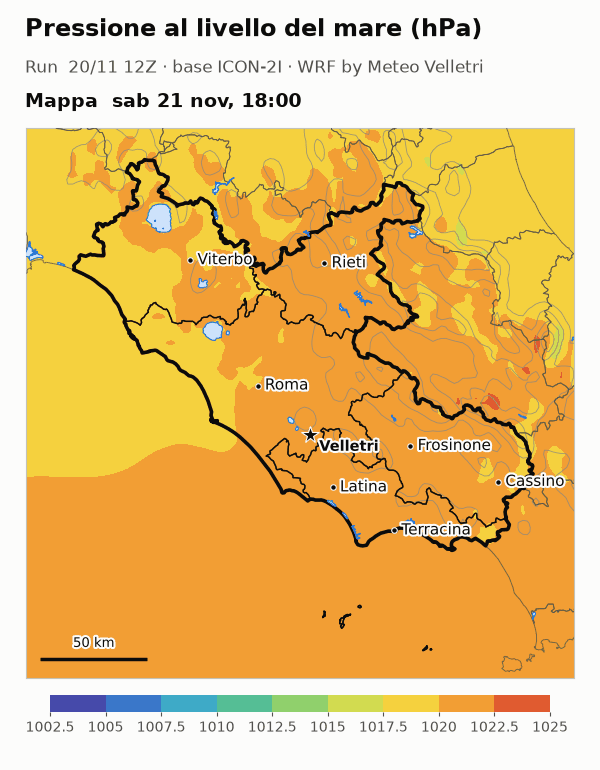 Pressione al livello del mare (hPa)
Run  20/11 12Z · base ICON-2I · WRF by Meteo Velletri
Mappa  sab 21 nov, 18:00
Viterbo
Rieti
Roma
Velletri
Frosinone
Cassino
Latina
Terracina
50 km
1002.5 1005 1007.5 1010 1012.5 1015 1017.5 1020 1022.5 1025